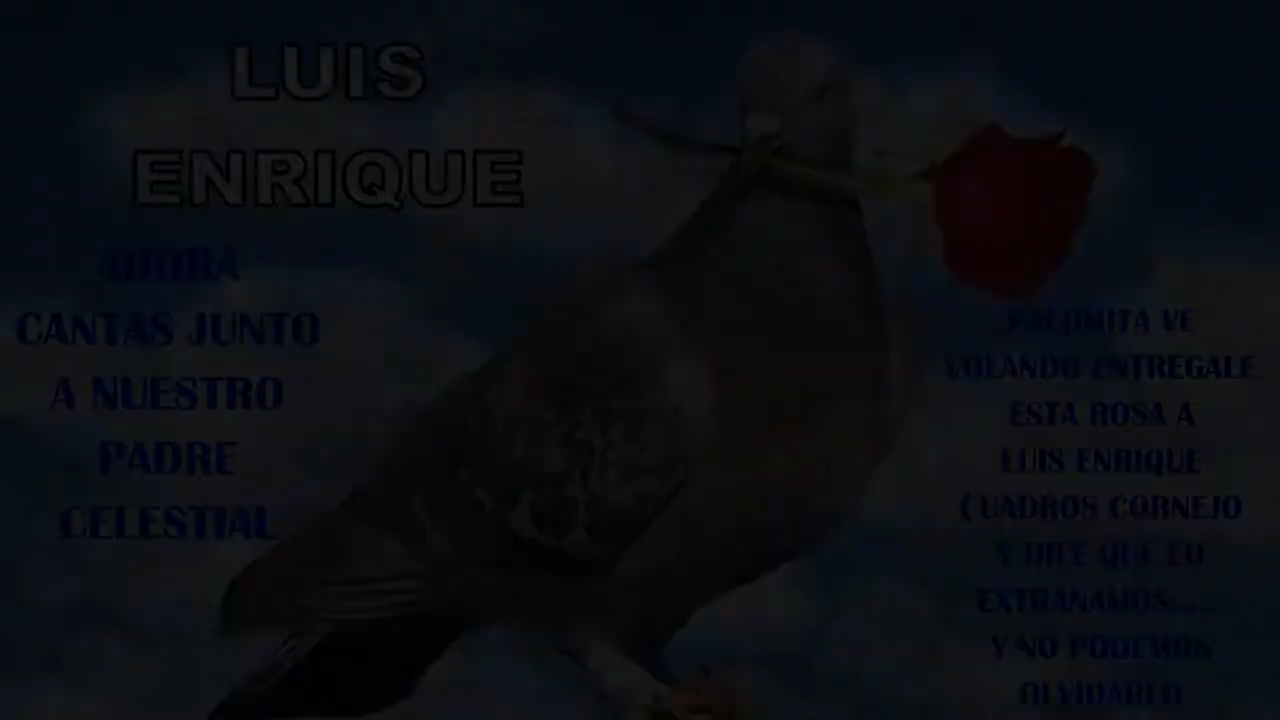 LUIS
ENRIQUE
AHORA
CANTAS JUNTO
A NUESTRO
PADRE
CELESTIAL
PALOMITA VE
VOLANDO ENTREGALE
ESTA ROSA A
LUIS ENRIQUE
CUADROS CORNEJO
Y DILE QUE LO
EXTRAÑAMOS......
Y NO PODEMOS
OLVIDARLO